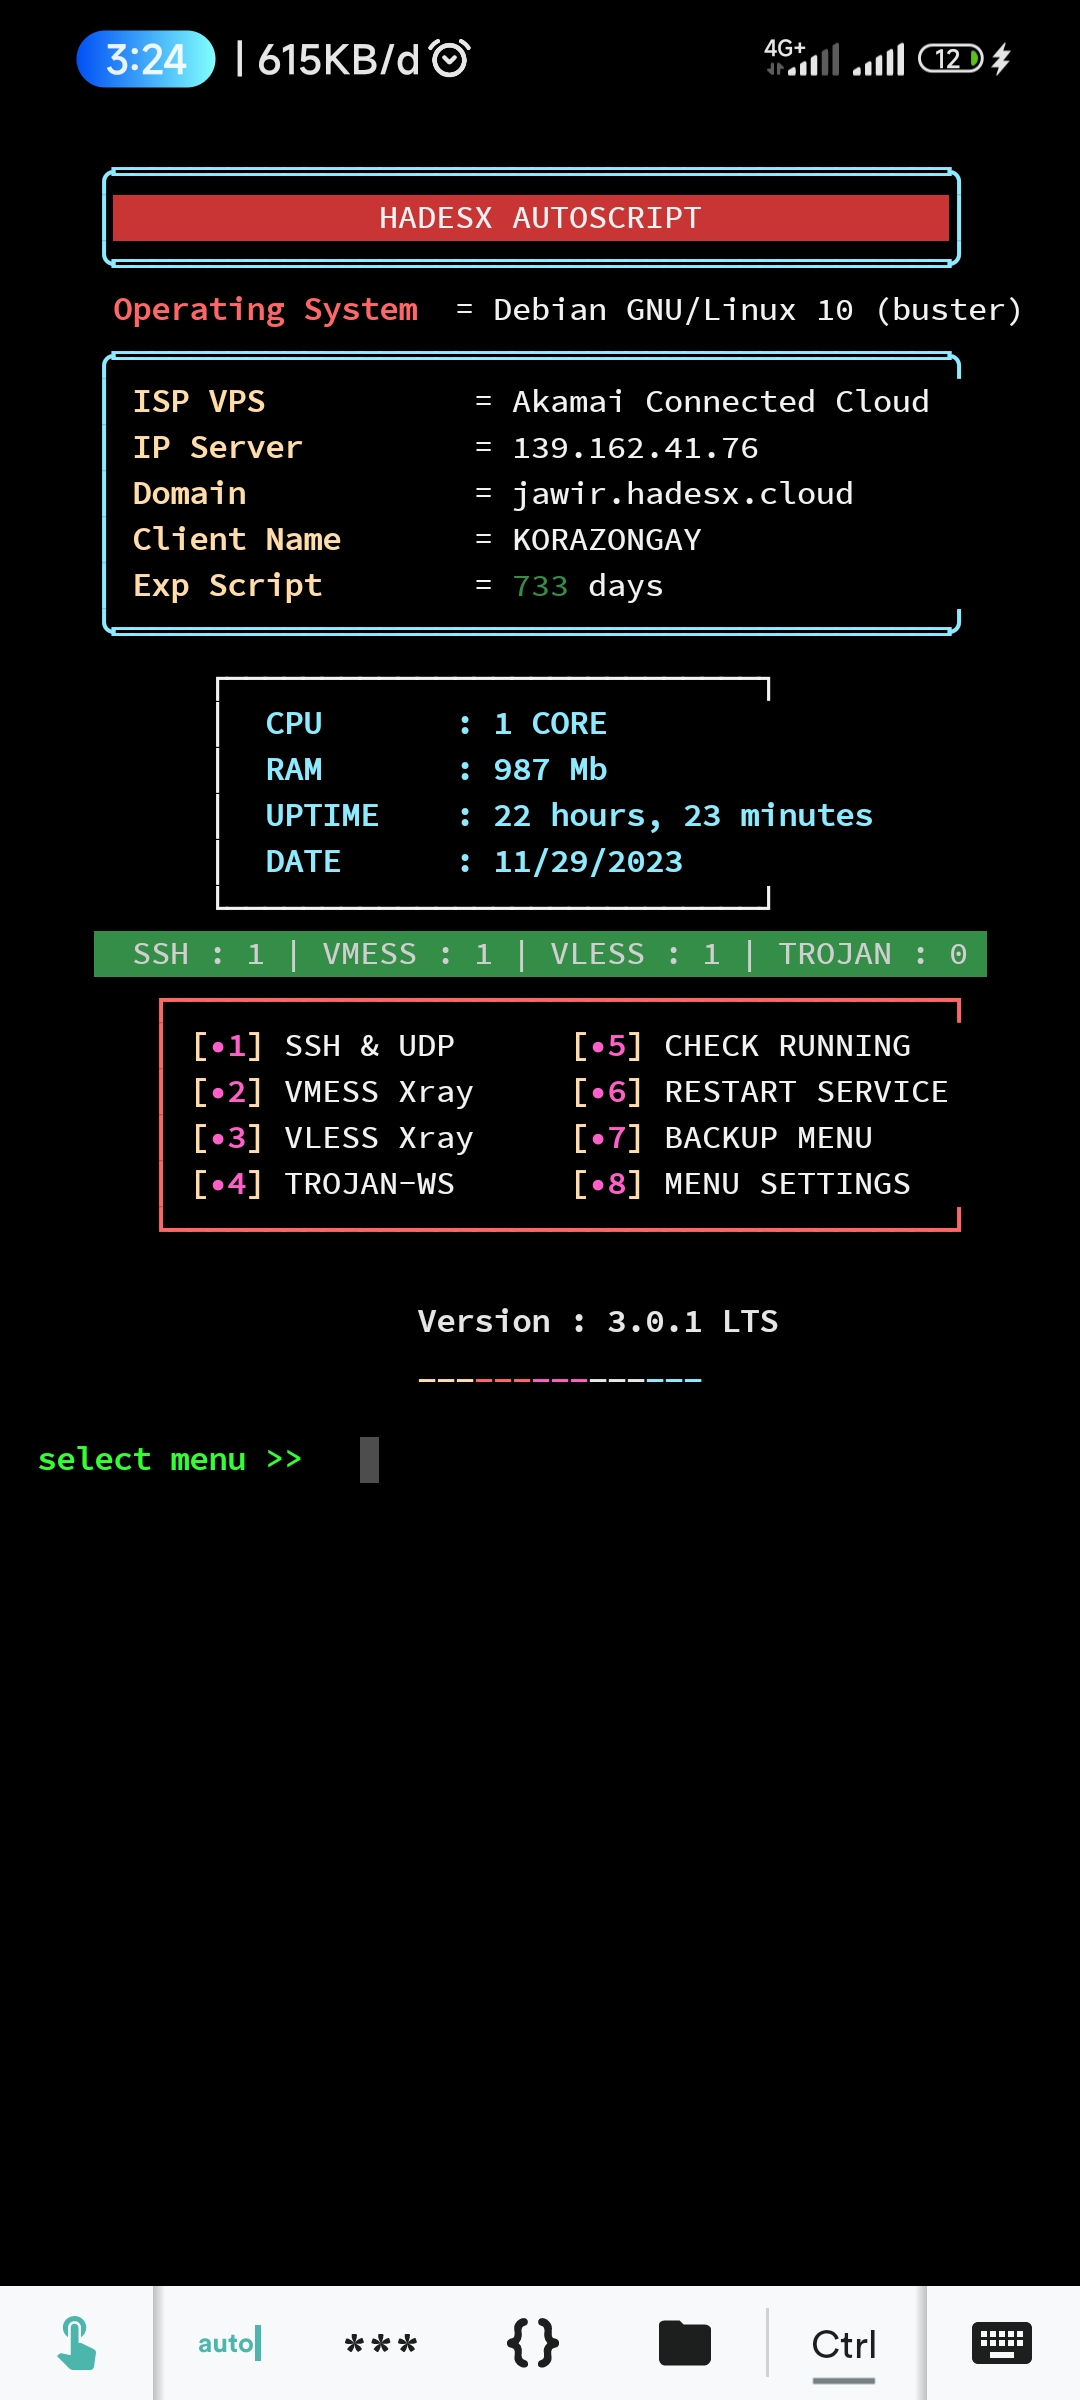 3:24 | 615KB/d 4G+ 12
HADESX AUTOSCRIPT
Operating System = Debian GNU/Linux 10 (buster)
ISP VPS = Akamai Connected Cloud
IP Server = 139.162.41.76
Domain = jawir.hadesx.cloud
Client Name = KORAZONGAY
Exp Script = 733 days
CPU : 1 CORE
RAM : 987 Mb
UPTIME : 22 hours, 23 minutes
DATE : 11/29/2023
SSH : 1 | VMESS : 1 | VLESS : 1 | TROJAN : 0
[•1] SSH & UDP [•5] CHECK RUNNING
[•2] VMESS Xray [•6] RESTART SERVICE
[•3] VLESS Xray [•7] BACKUP MENU
[•4] TROJAN-WS [•8] MENU SETTINGS
Version : 3.0.1 LTS
---------------
select menu >>
auto *** {} Ctrl